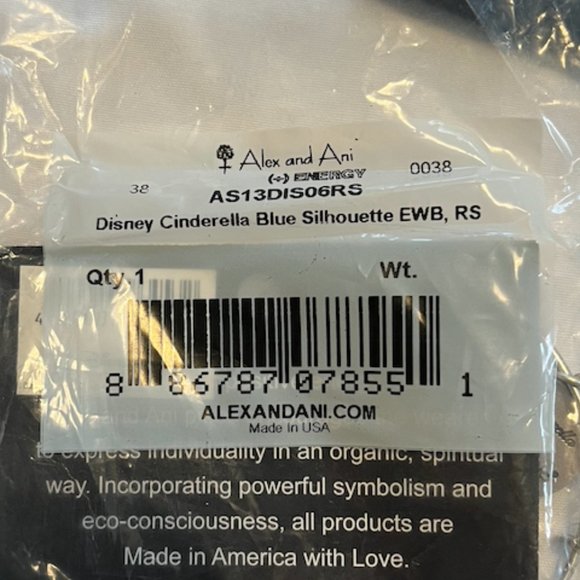 Alex and Ani
(+) ENERGY
38
0038
AS13DIS06RS
Disney Cinderella Blue Silhouette EWB, RS
Qty.1 Wt.
8 86787 07855 1
ALEXANDANI.COM
Made In USA
to express individuality in an organic, spiritual
way. Incorporating powerful symbolism and
eco-consciousness, all products are
Made in America with Love.